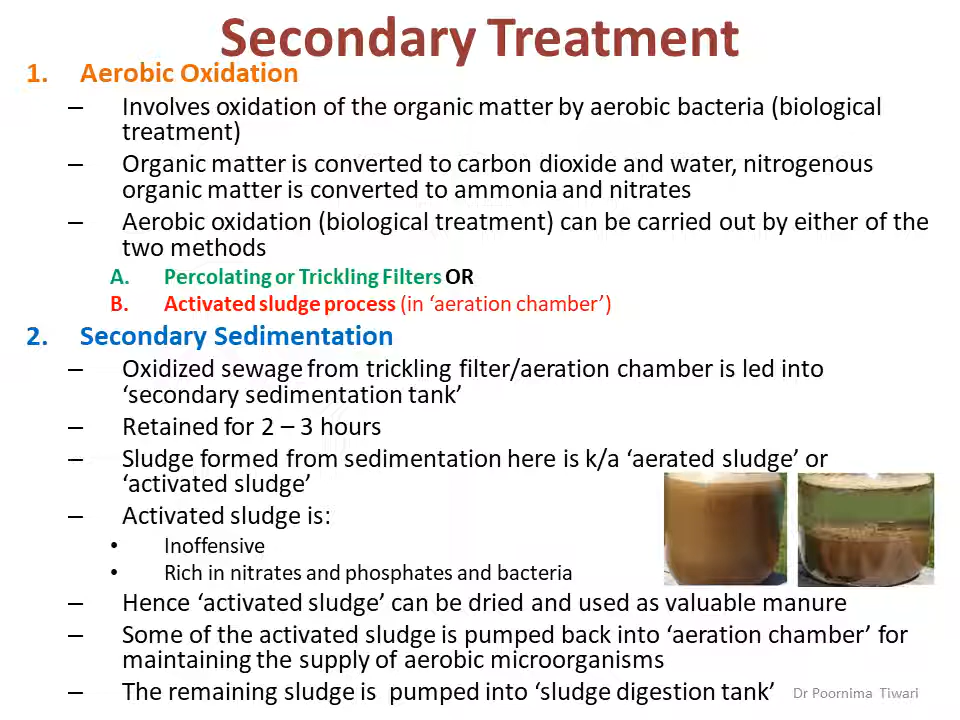 Secondary Treatment
1. Aerobic Oxidation
– Involves oxidation of the organic matter by aerobic bacteria (biological
treatment)
– Organic matter is converted to carbon dioxide and water, nitrogenous
organic matter is converted to ammonia and nitrates
– Aerobic oxidation (biological treatment) can be carried out by either of the
two methods
A. Percolating or Trickling Filters OR
B. Activated sludge process (in ‘aeration chamber’)
2. Secondary Sedimentation
– Oxidized sewage from trickling filter/aeration chamber is led into
‘secondary sedimentation tank’
– Retained for 2 – 3 hours
– Sludge formed from sedimentation here is k/a ‘aerated sludge’ or
‘activated sludge’
– Activated sludge is:
• Inoffensive
• Rich in nitrates and phosphates and bacteria
– Hence ‘activated sludge’ can be dried and used as valuable manure
– Some of the activated sludge is pumped back into ‘aeration chamber’ for
maintaining the supply of aerobic microorganisms
– The remaining sludge is pumped into ‘sludge digestion tank’
Dr Poornima Tiwari